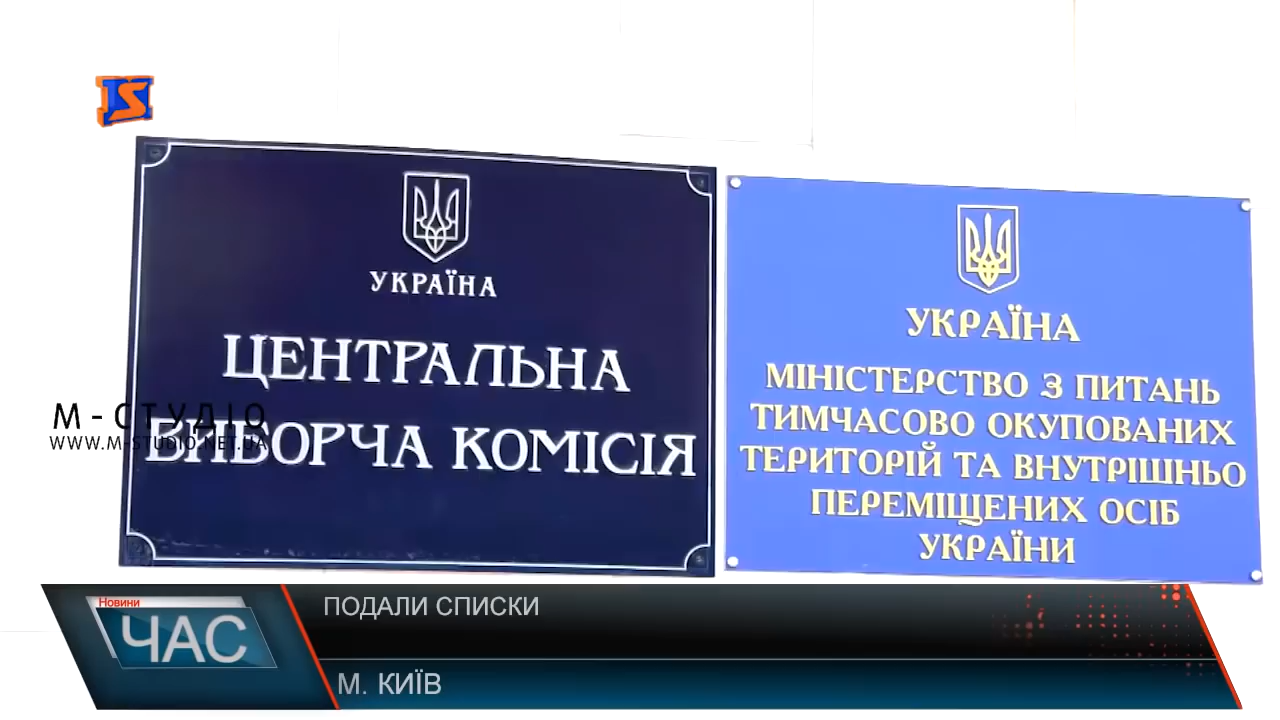 УКРАЇНА
ЦЕНТРАЛЬНА
ВИБОРЧА КОМІСІЯ
УКРАЇНА
МІНІСТЕРСТВО З ПИТАНЬ
ТИМЧАСОВО ОКУПОВАНИХ
ТЕРИТОРІЙ ТА ВНУТРІШНЬО
ПЕРЕМІЩЕНИХ ОСІБ
УКРАЇНИ
М-СТУДІО
WWW.M-STUDIO.NET.UA
Новини
ЧАС
ПОДАЛИ СПИСКИ
М. КИЇВ